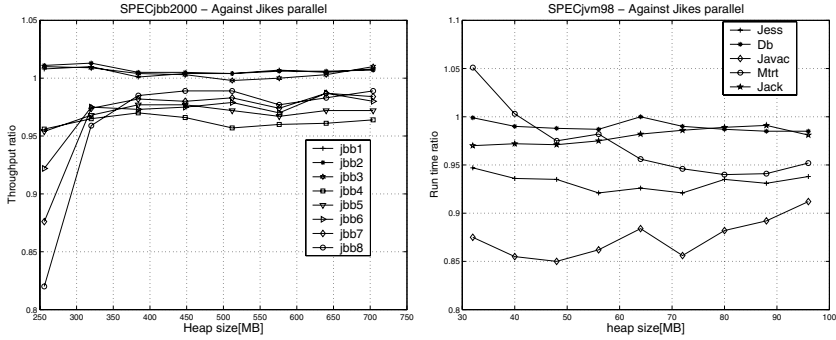 SPECjbb2000 – Against Jikes parallel
1.05
1
0.95
0.9
0.85
0.8
Throughput ratio
jbb1
jbb2
jbb3
jbb4
jbb5
jbb6
jbb7
jbb8
250 300 350 400 450 500 550 600 650 700 750
Heap size[MB]
SPECjvm98 – Against Jikes parallel
1.1
1.05
1
0.95
0.9
0.85
0.8
Run time ratio
Jess
Db
Javac
Mtrt
Jack
30 40 50 60 70 80 90 100
heap size[MB]